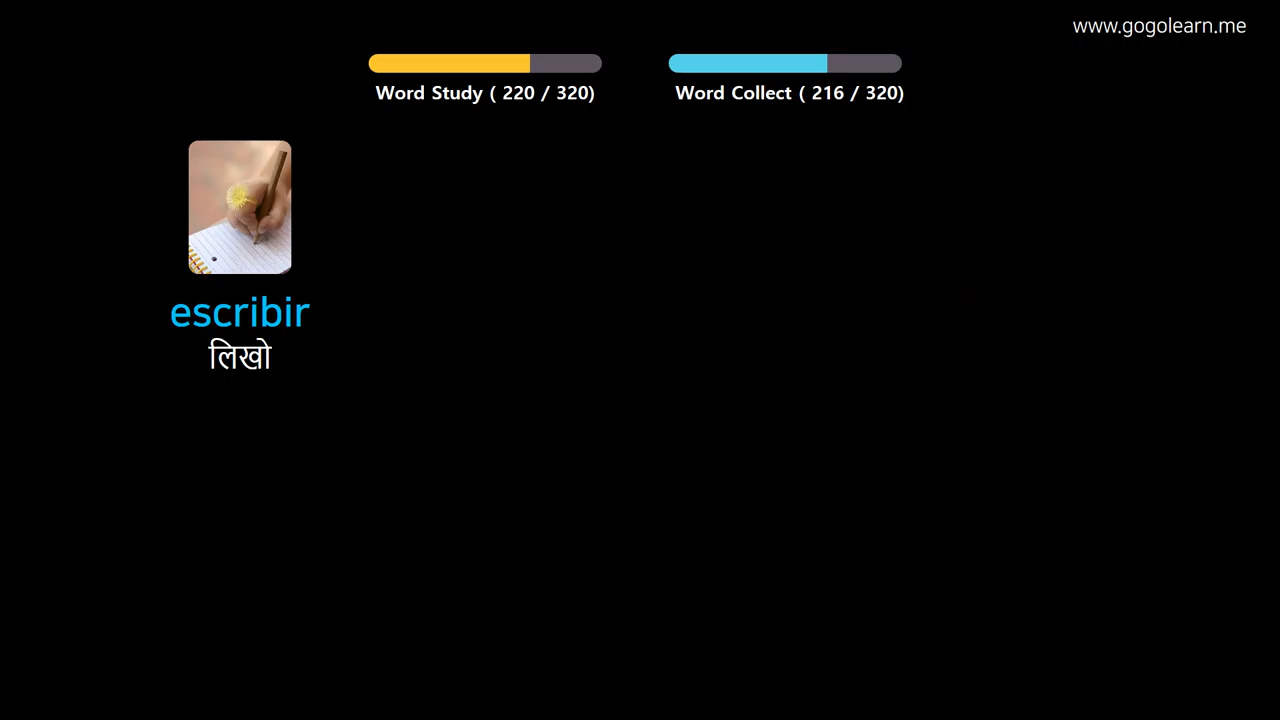 www.gogolearn.me
Word Study ( 220 / 320)
Word Collect ( 216 / 320)
escribir
लिखो